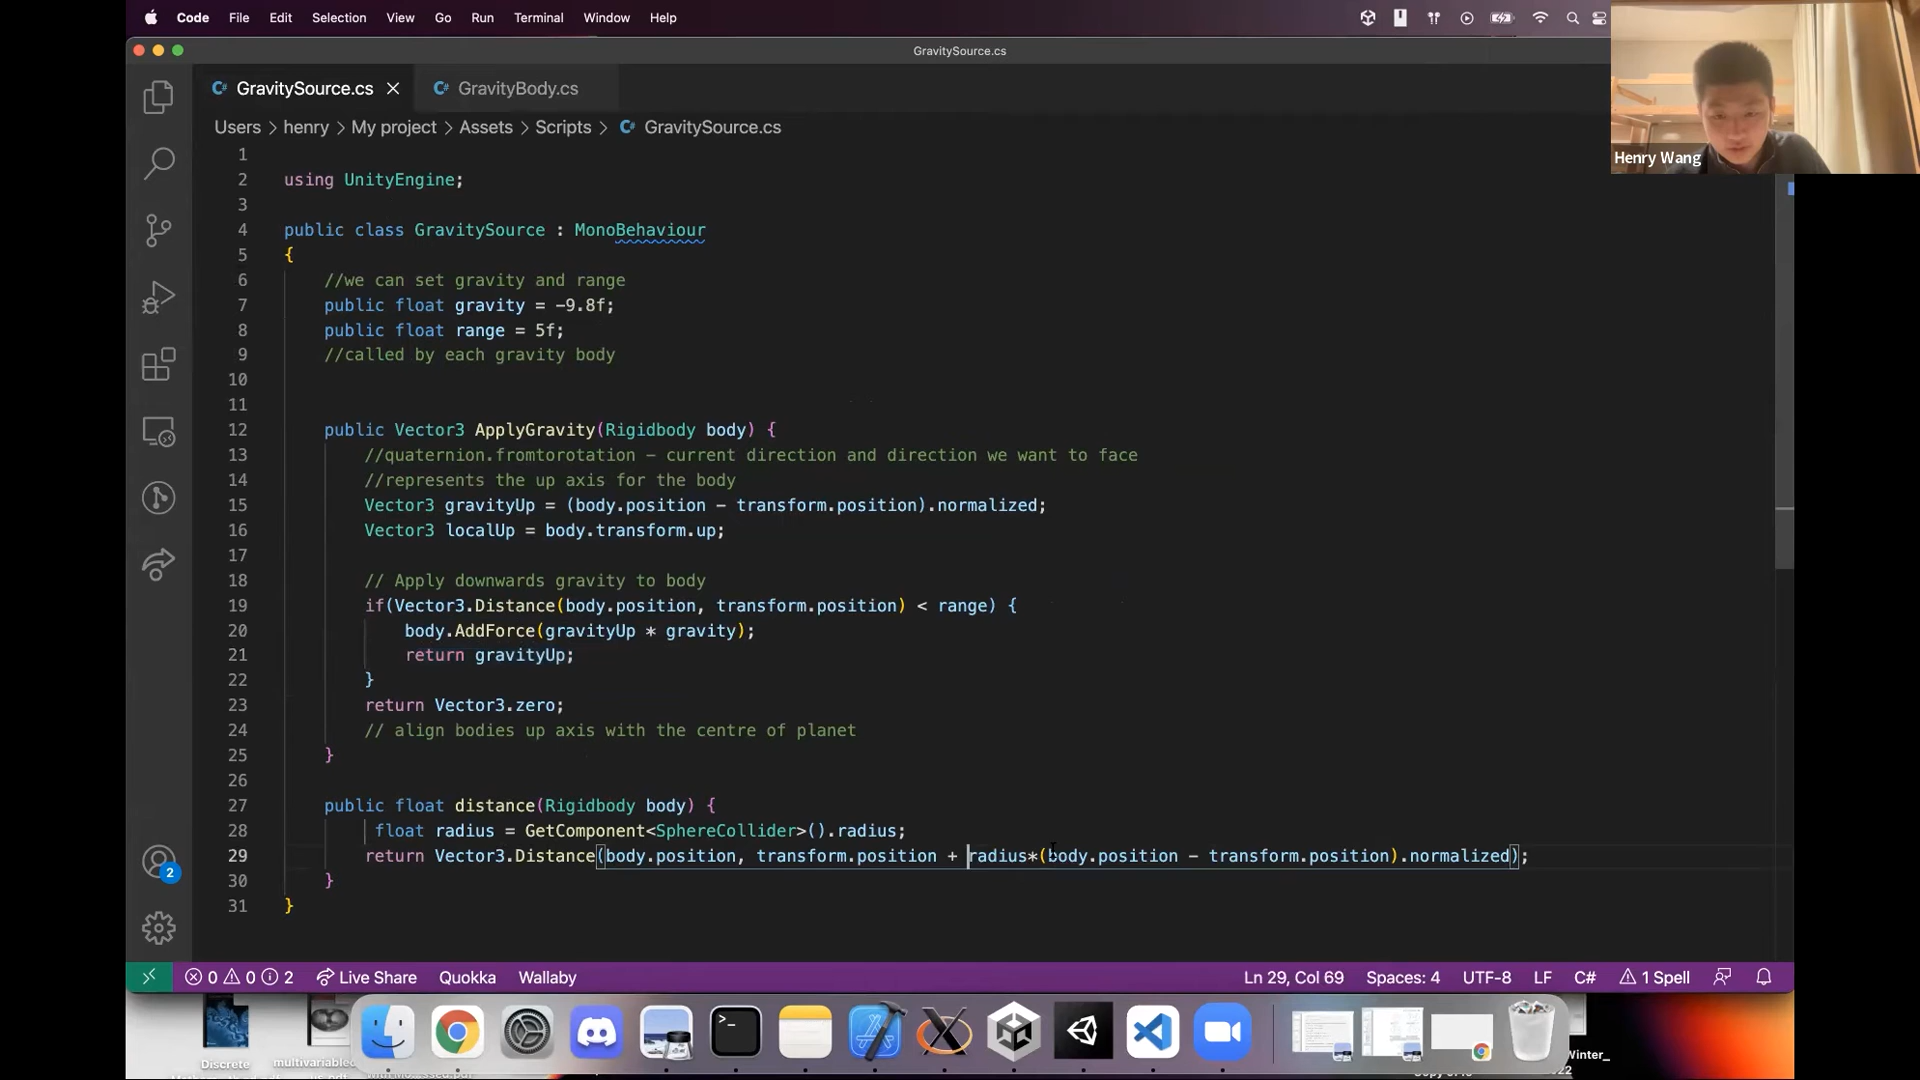 Code File Edit Selection View Go Run Terminal Window Help
GravitySource.cs
GravitySource.cs GravityBody.cs
Users > henry > My project > Assets > Scripts > GravitySource.cs
Henry Wang
1
2 using UnityEngine;
3
4 public class GravitySource : MonoBehaviour
5 {
6 //we can set gravity and range
7 public float gravity = -9.8f;
8 public float range = 5f;
9 //called by each gravity body
10
11
12 public Vector3 ApplyGravity(Rigidbody body) {
13 //quaternion.fromtorotation - current direction and direction we want to face
14 //represents the up axis for the body
15 Vector3 gravityUp = (body.position - transform.position).normalized;
16 Vector3 localUp = body.transform.up;
17
18 // Apply downwards gravity to body
19 if(Vector3.Distance(body.position, transform.position) < range) {
20 body.AddForce(gravityUp * gravity);
21 return gravityUp;
22 }
23 return Vector3.zero;
24 // align bodies up axis with the centre of planet
25 }
26
27 public float distance(Rigidbody body) {
28 float radius = GetComponent<SphereCollider>().radius;
29 return Vector3.Distance(body.position, transform.position + radius*(body.position - transform.position).normalized);
30 }
31 }
2
0 0 2 Live Share Quokka Wallaby Ln 29, Col 69 Spaces: 4 UTF-8 LF C# 1 Spell
Discrete
multivariable
Winter_
2022